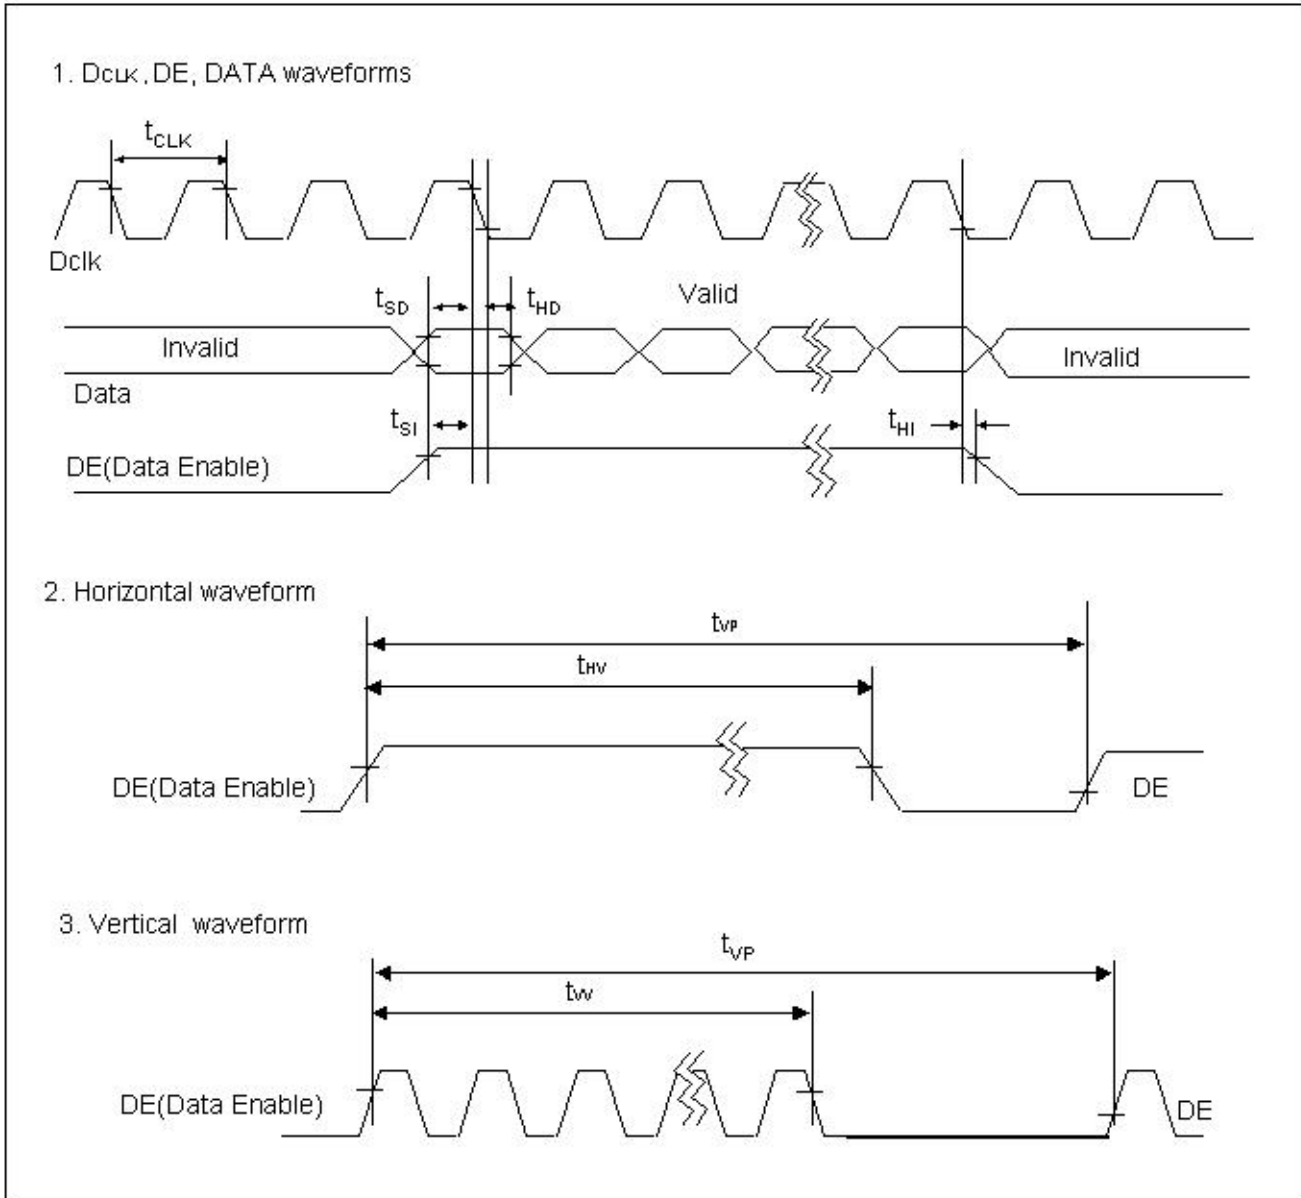 1. DCLK, DE, DATA waveforms
tCLK
Dclk
tSD
tHD
Valid
Invalid
Invalid
Data
tSI
tHI
DE(Data Enable)
2. Horizontal waveform
tVP
tHV
DE(Data Enable)
DE
3. Vertical waveform
tVP
tVV
DE(Data Enable)
DE